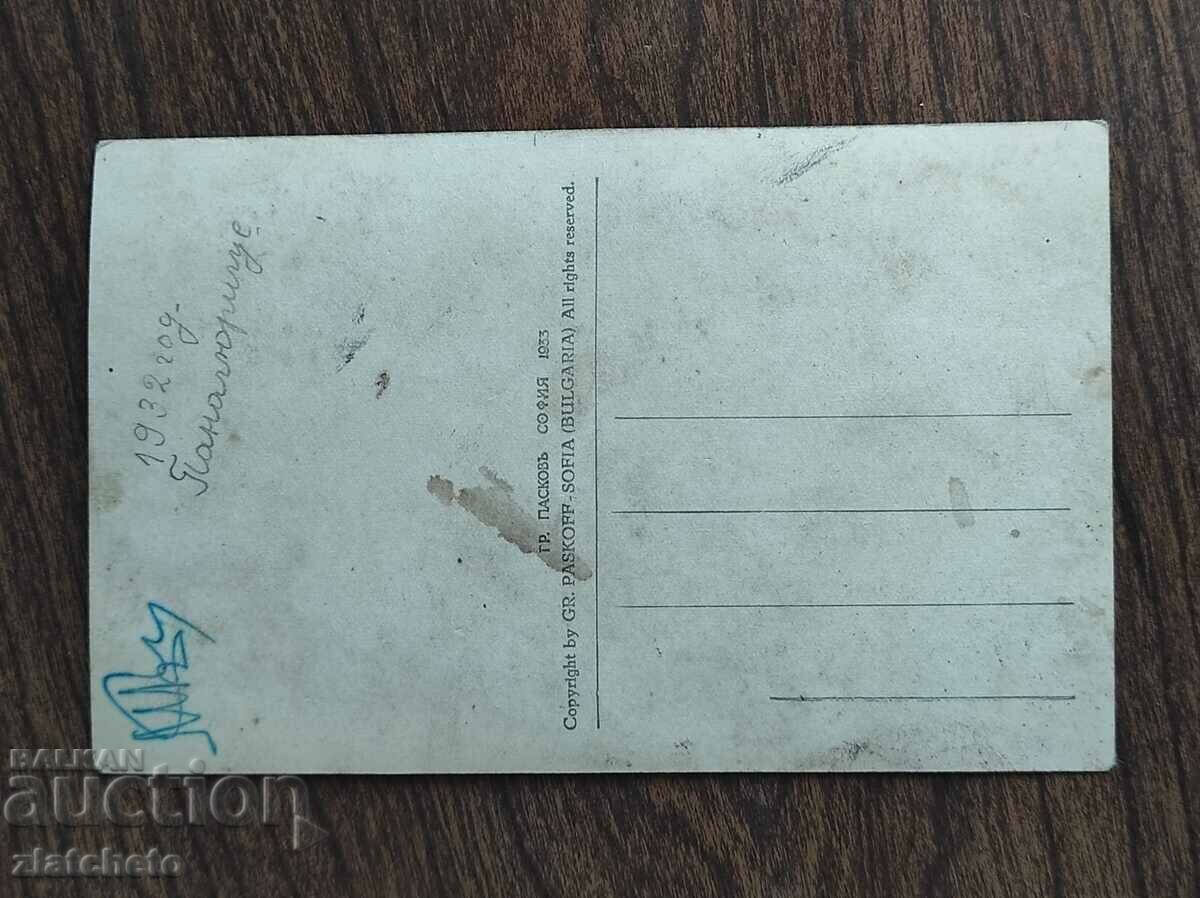 1932 год.
Панагюрище
ГР. ПАСКОВЪ СОФИЯ 1933
Copyright by GR. PASKOFF - SOFIA (BULGARIA) All rights reserved.
BALKAN
auction
zlatcheto